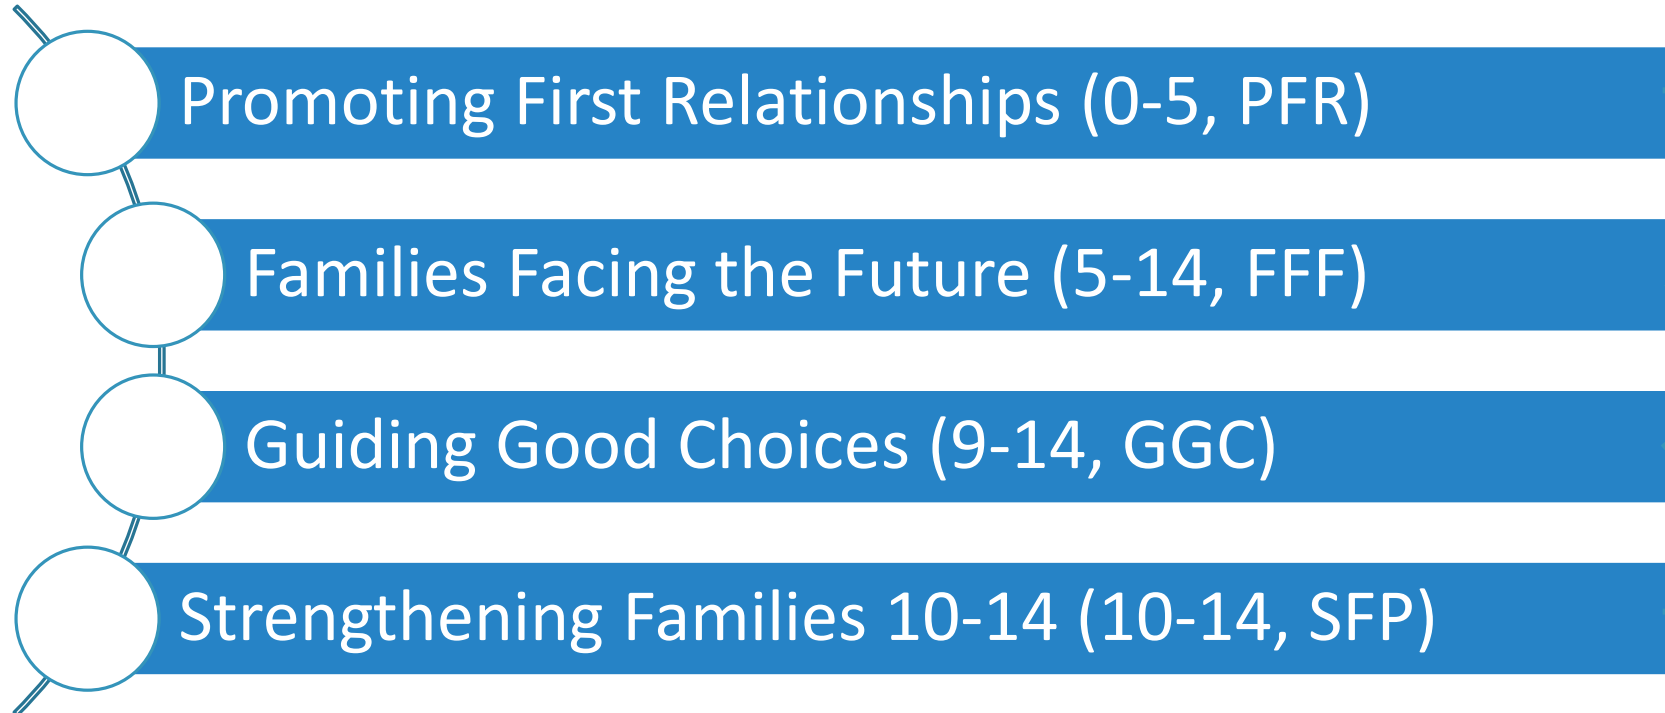 Promoting First Relationships (0-5, PFR)
Families Facing the Future (5-14, FFF)
Guiding Good Choices (9-14, GGC)
Strengthening Families 10-14 (10-14, SFP)